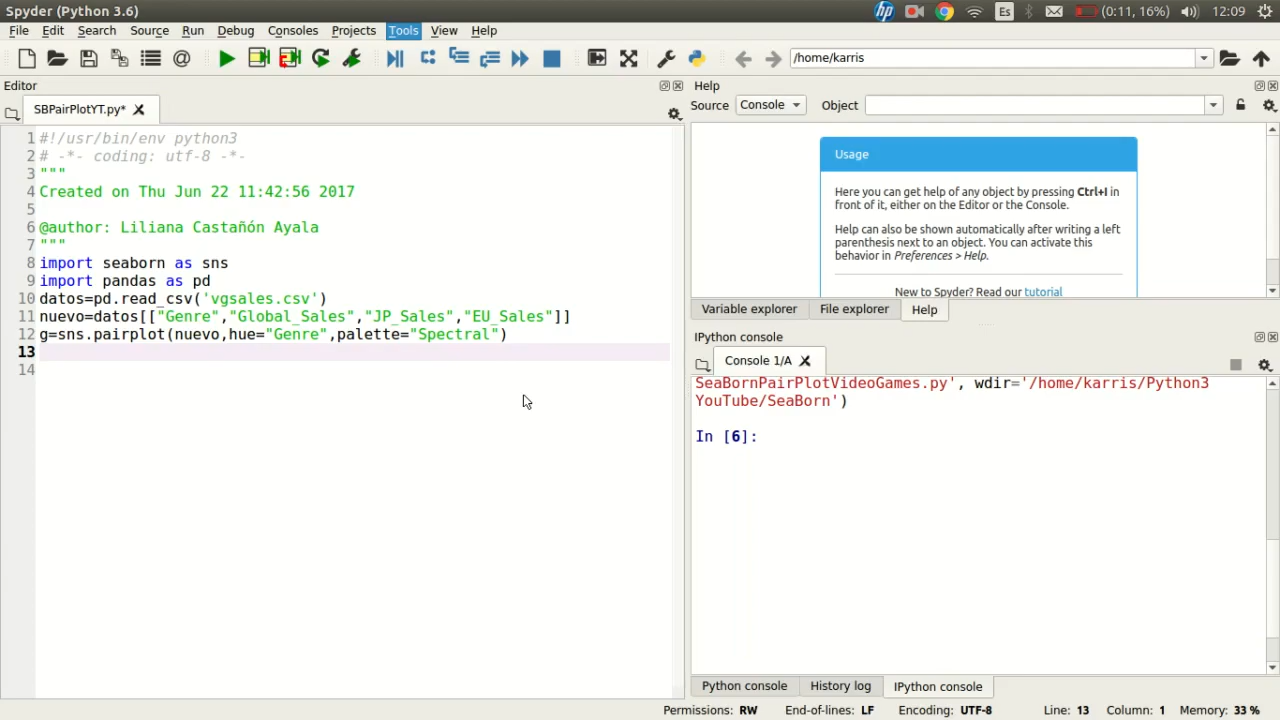 Spyder (Python 3.6)
Es
(0:11, 16%)
12:09
File Edit Search Source Run Debug Consoles Projects Tools View Help
/home/karris
Editor
SBPairPlotYT.py*
1 #!/usr/bin/env python3
2 # -*- coding: utf-8 -*-
3 """
4 Created on Thu Jun 22 11:42:56 2017
5
6 @author: Liliana Castañón Ayala
7 """
8 import seaborn as sns
9 import pandas as pd
10 datos=pd.read_csv('vgsales.csv')
11 nuevo=datos[["Genre","Global_Sales","JP_Sales","EU_Sales"]]
12 g=sns.pairplot(nuevo,hue="Genre",palette="Spectral")
13
14
Help
Source Console Object
Usage
Here you can get help of any object by pressing Ctrl+I in
front of it, either on the Editor or the Console.
Help can also be shown automatically after writing a left
parenthesis next to an object. You can activate this
behavior in Preferences > Help.
New to Spyder? Read our tutorial
Variable explorer File explorer Help
IPython console
Console 1/A
SeaBornPairPlotVideoGames.py', wdir='/home/karris/Python3
YouTube/SeaBorn')
In [6]:
Python console History log IPython console
Permissions: RW End-of-lines: LF Encoding: UTF-8 Line: 13 Column: 1 Memory: 33 %